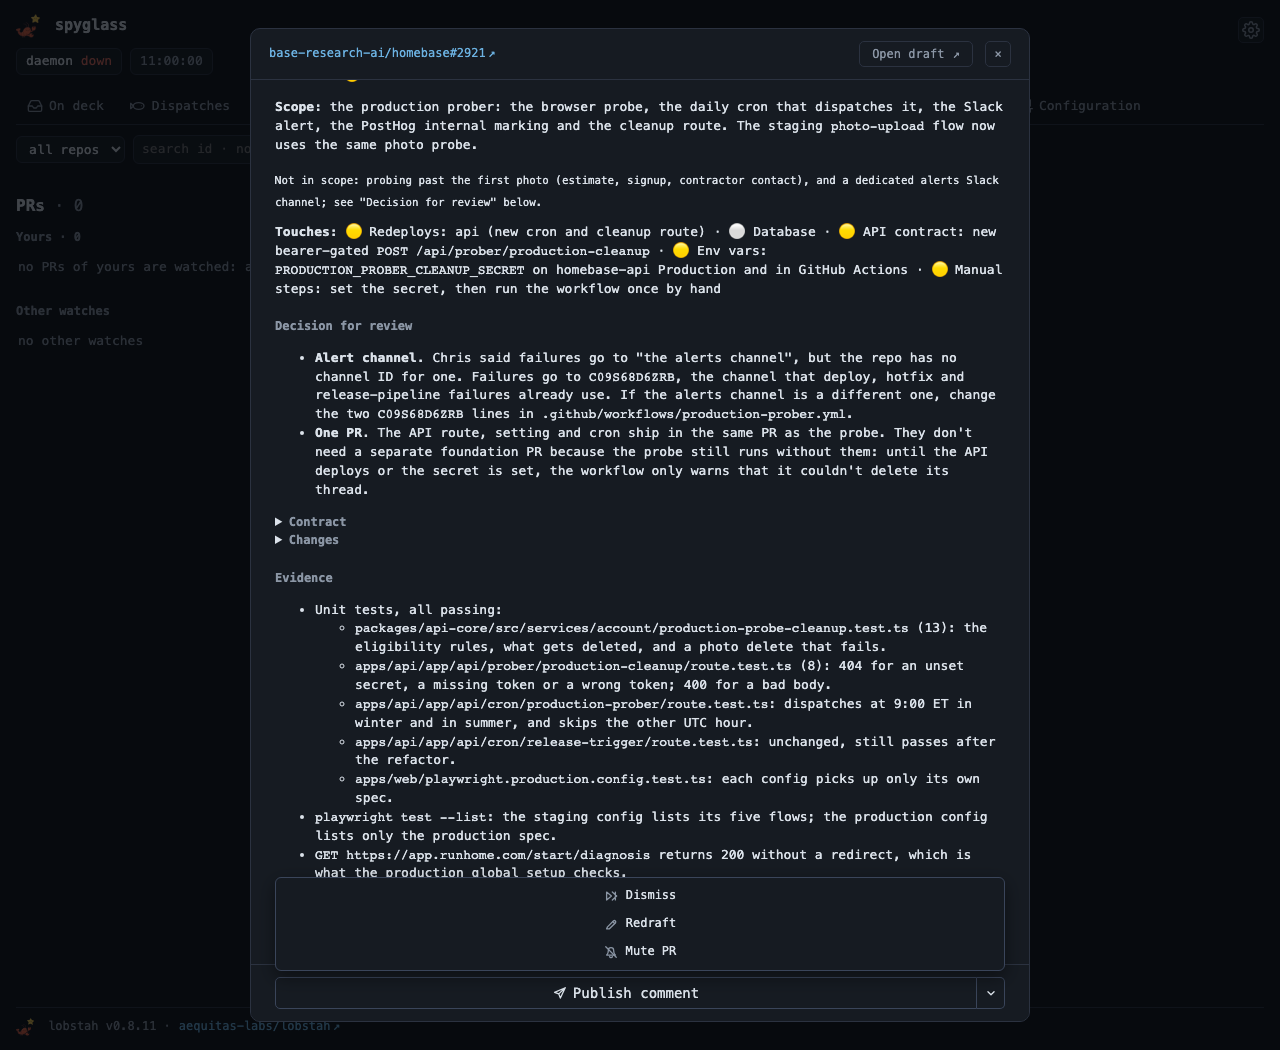 spyglass
daemon down
11:00:00
On deck
Dispatches
Configuration
all repos
search id · no
PRs · 0
Yours · 0
no PRs of yours are watched: a
Other watches
no other watches
base-research-ai/homebase#2921↗
Open draft ↗
×
Scope: the production prober: the browser probe, the daily cron that dispatches it, the Slack
alert, the PostHog internal marking and the cleanup route. The staging photo-upload flow now
uses the same photo probe.
Not in scope: probing past the first photo (estimate, signup, contractor contact), and a dedicated alerts Slack
channel; see "Decision for review" below.
Touches: 🟡 Redeploys: api (new cron and cleanup route) · ⚪ Database · 🟡 API contract: new
bearer-gated POST /api/prober/production-cleanup · 🟡 Env vars:
PRODUCTION_PROBER_CLEANUP_SECRET on homebase-api Production and in GitHub Actions · 🟡 Manual
steps: set the secret, then run the workflow once by hand
Decision for review
• Alert channel. Chris said failures go to "the alerts channel", but the repo has no
channel ID for one. Failures go to C09S68D6ZRB, the channel that deploy, hotfix and
release-pipeline failures already use. If the alerts channel is a different one, change
the two C09S68D6ZRB lines in .github/workflows/production-prober.yml.
• One PR. The API route, setting and cron ship in the same PR as the probe. They don't
need a separate foundation PR because the probe still runs without them: until the API
deploys or the secret is set, the workflow only warns that it couldn't delete its
thread.
▶ Contract
▶ Changes
Evidence
• Unit tests, all passing:
◦ packages/api-core/src/services/account/production-probe-cleanup.test.ts (13): the
eligibility rules, what gets deleted, and a photo delete that fails.
◦ apps/api/app/api/prober/production-cleanup/route.test.ts (8): 404 for an unset
secret, a missing token or a wrong token; 400 for a bad body.
◦ apps/api/app/api/cron/production-prober/route.test.ts: dispatches at 9:00 ET in
winter and in summer, and skips the other UTC hour.
◦ apps/api/app/api/cron/release-trigger/route.test.ts: unchanged, still passes after
the refactor.
◦ apps/web/playwright.production.config.test.ts: each config picks up only its own
spec.
• playwright test --list: the staging config lists its five flows; the production config
lists only the production spec.
• GET https://app.runhome.com/start/diagnosis returns 200 without a redirect, which is
what the production global setup checks.
Dismiss
Redraft
Mute PR
Publish comment
lobstah v0.8.11 · aequitas-labs/lobstah↗